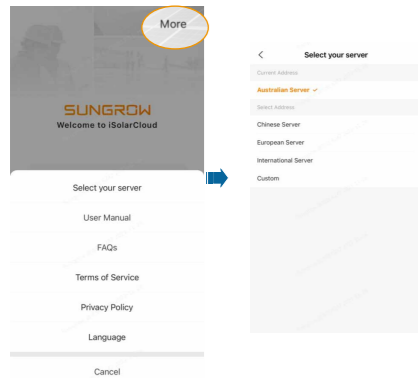 More
SUNGROW
Welcome to iSolarCloud
Select your server
User Manual
FAQs
Terms of Service
Privacy Policy
Language
Cancel
Select your server
Current Address
Australian Server
Select Address
Chinese Server
European Server
International Server
Custom